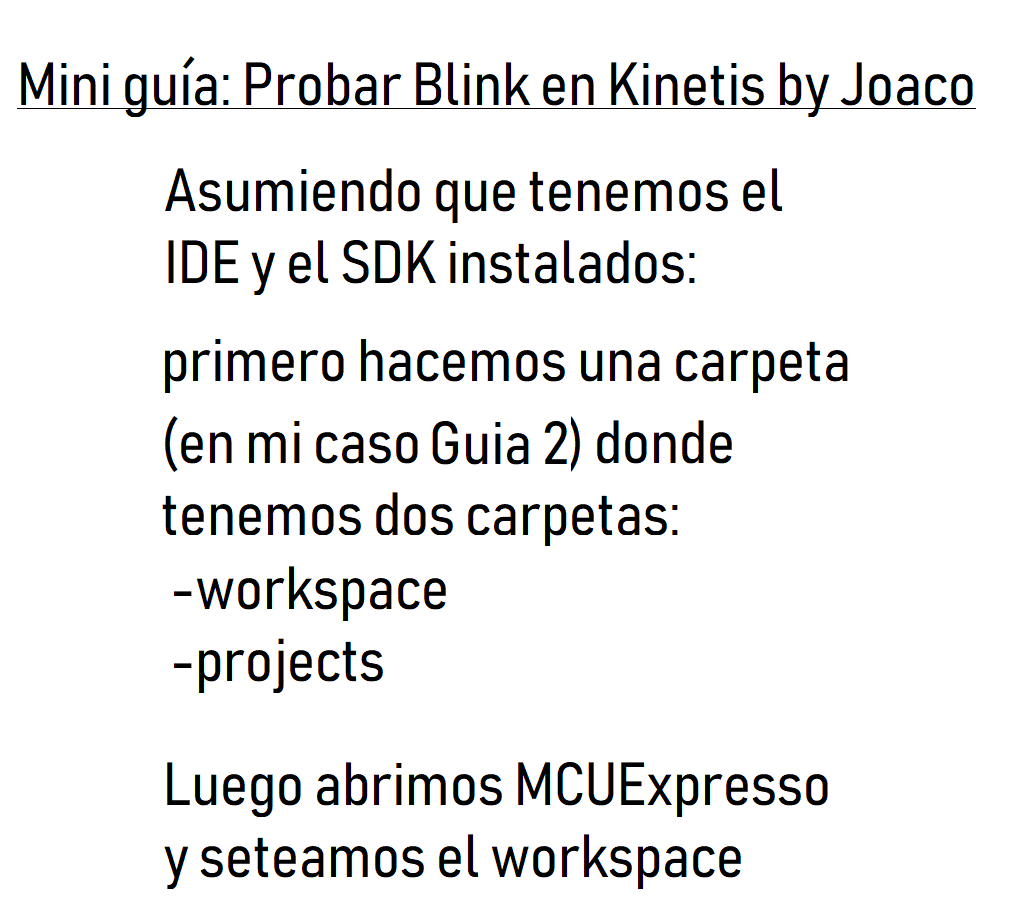 Mini guía: Probar Blink en Kinetis by Joaco
Asumiendo que tenemos el
IDE y el SDK instalados:
primero hacemos una carpeta
(en mi caso Guia 2) donde
tenemos dos carpetas:
-workspace
-projects
Luego abrimos MCUExpresso
y seteamos el workspace